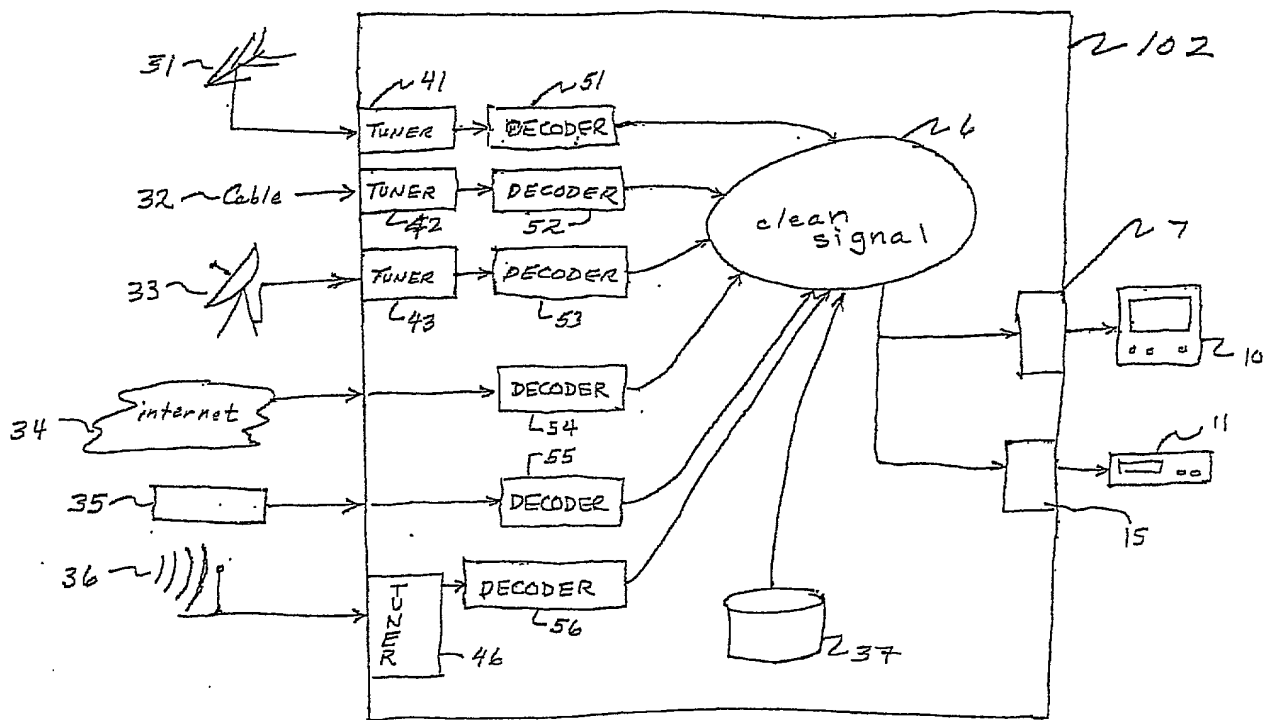 102
31
41
51
TUNER
DECODER
6
32
Cable
TUNER
DECODER
42
52
clean
signal
7
33
TUNER
DECODER
43
53
10
34
internet
DECODER
54
11
55
35
DECODER
15
36
TUNER
DECODER
56
46
37